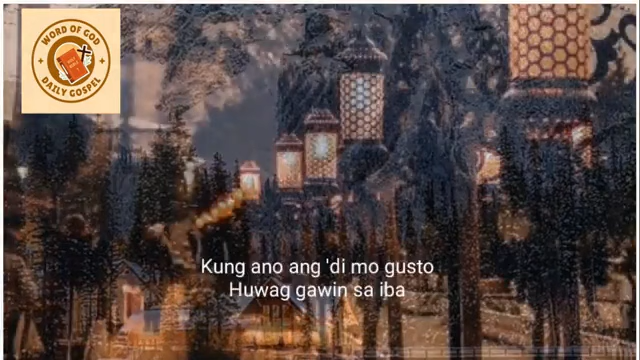 WORD OF GOD
DAILY GOSPEL
Kung ano ang 'di mo gusto
Huwag gawin sa iba